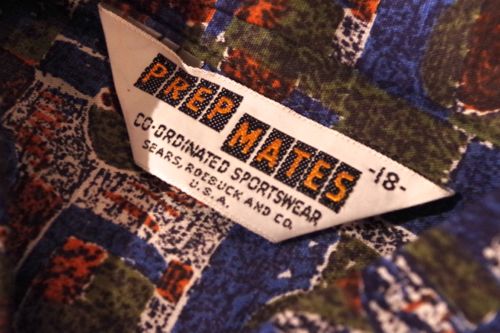 PREP MATES -18-
CO-ORDINATED SPORTSWEAR
SEARS, ROEBUCK AND CO.
U.S.A.